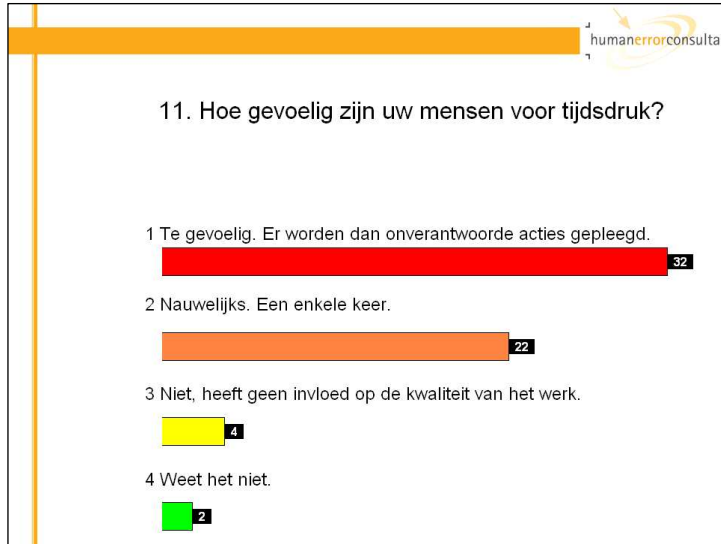 humanerrorconsulta
11. Hoe gevoelig zijn uw mensen voor tijdsdruk?
1 Te gevoelig. Er worden dan onverantwoorde acties gepleegd.
32
2 Nauwelijks. Een enkele keer.
22
3 Niet, heeft geen invloed op de kwaliteit van het werk.
4
4 Weet het niet.
2